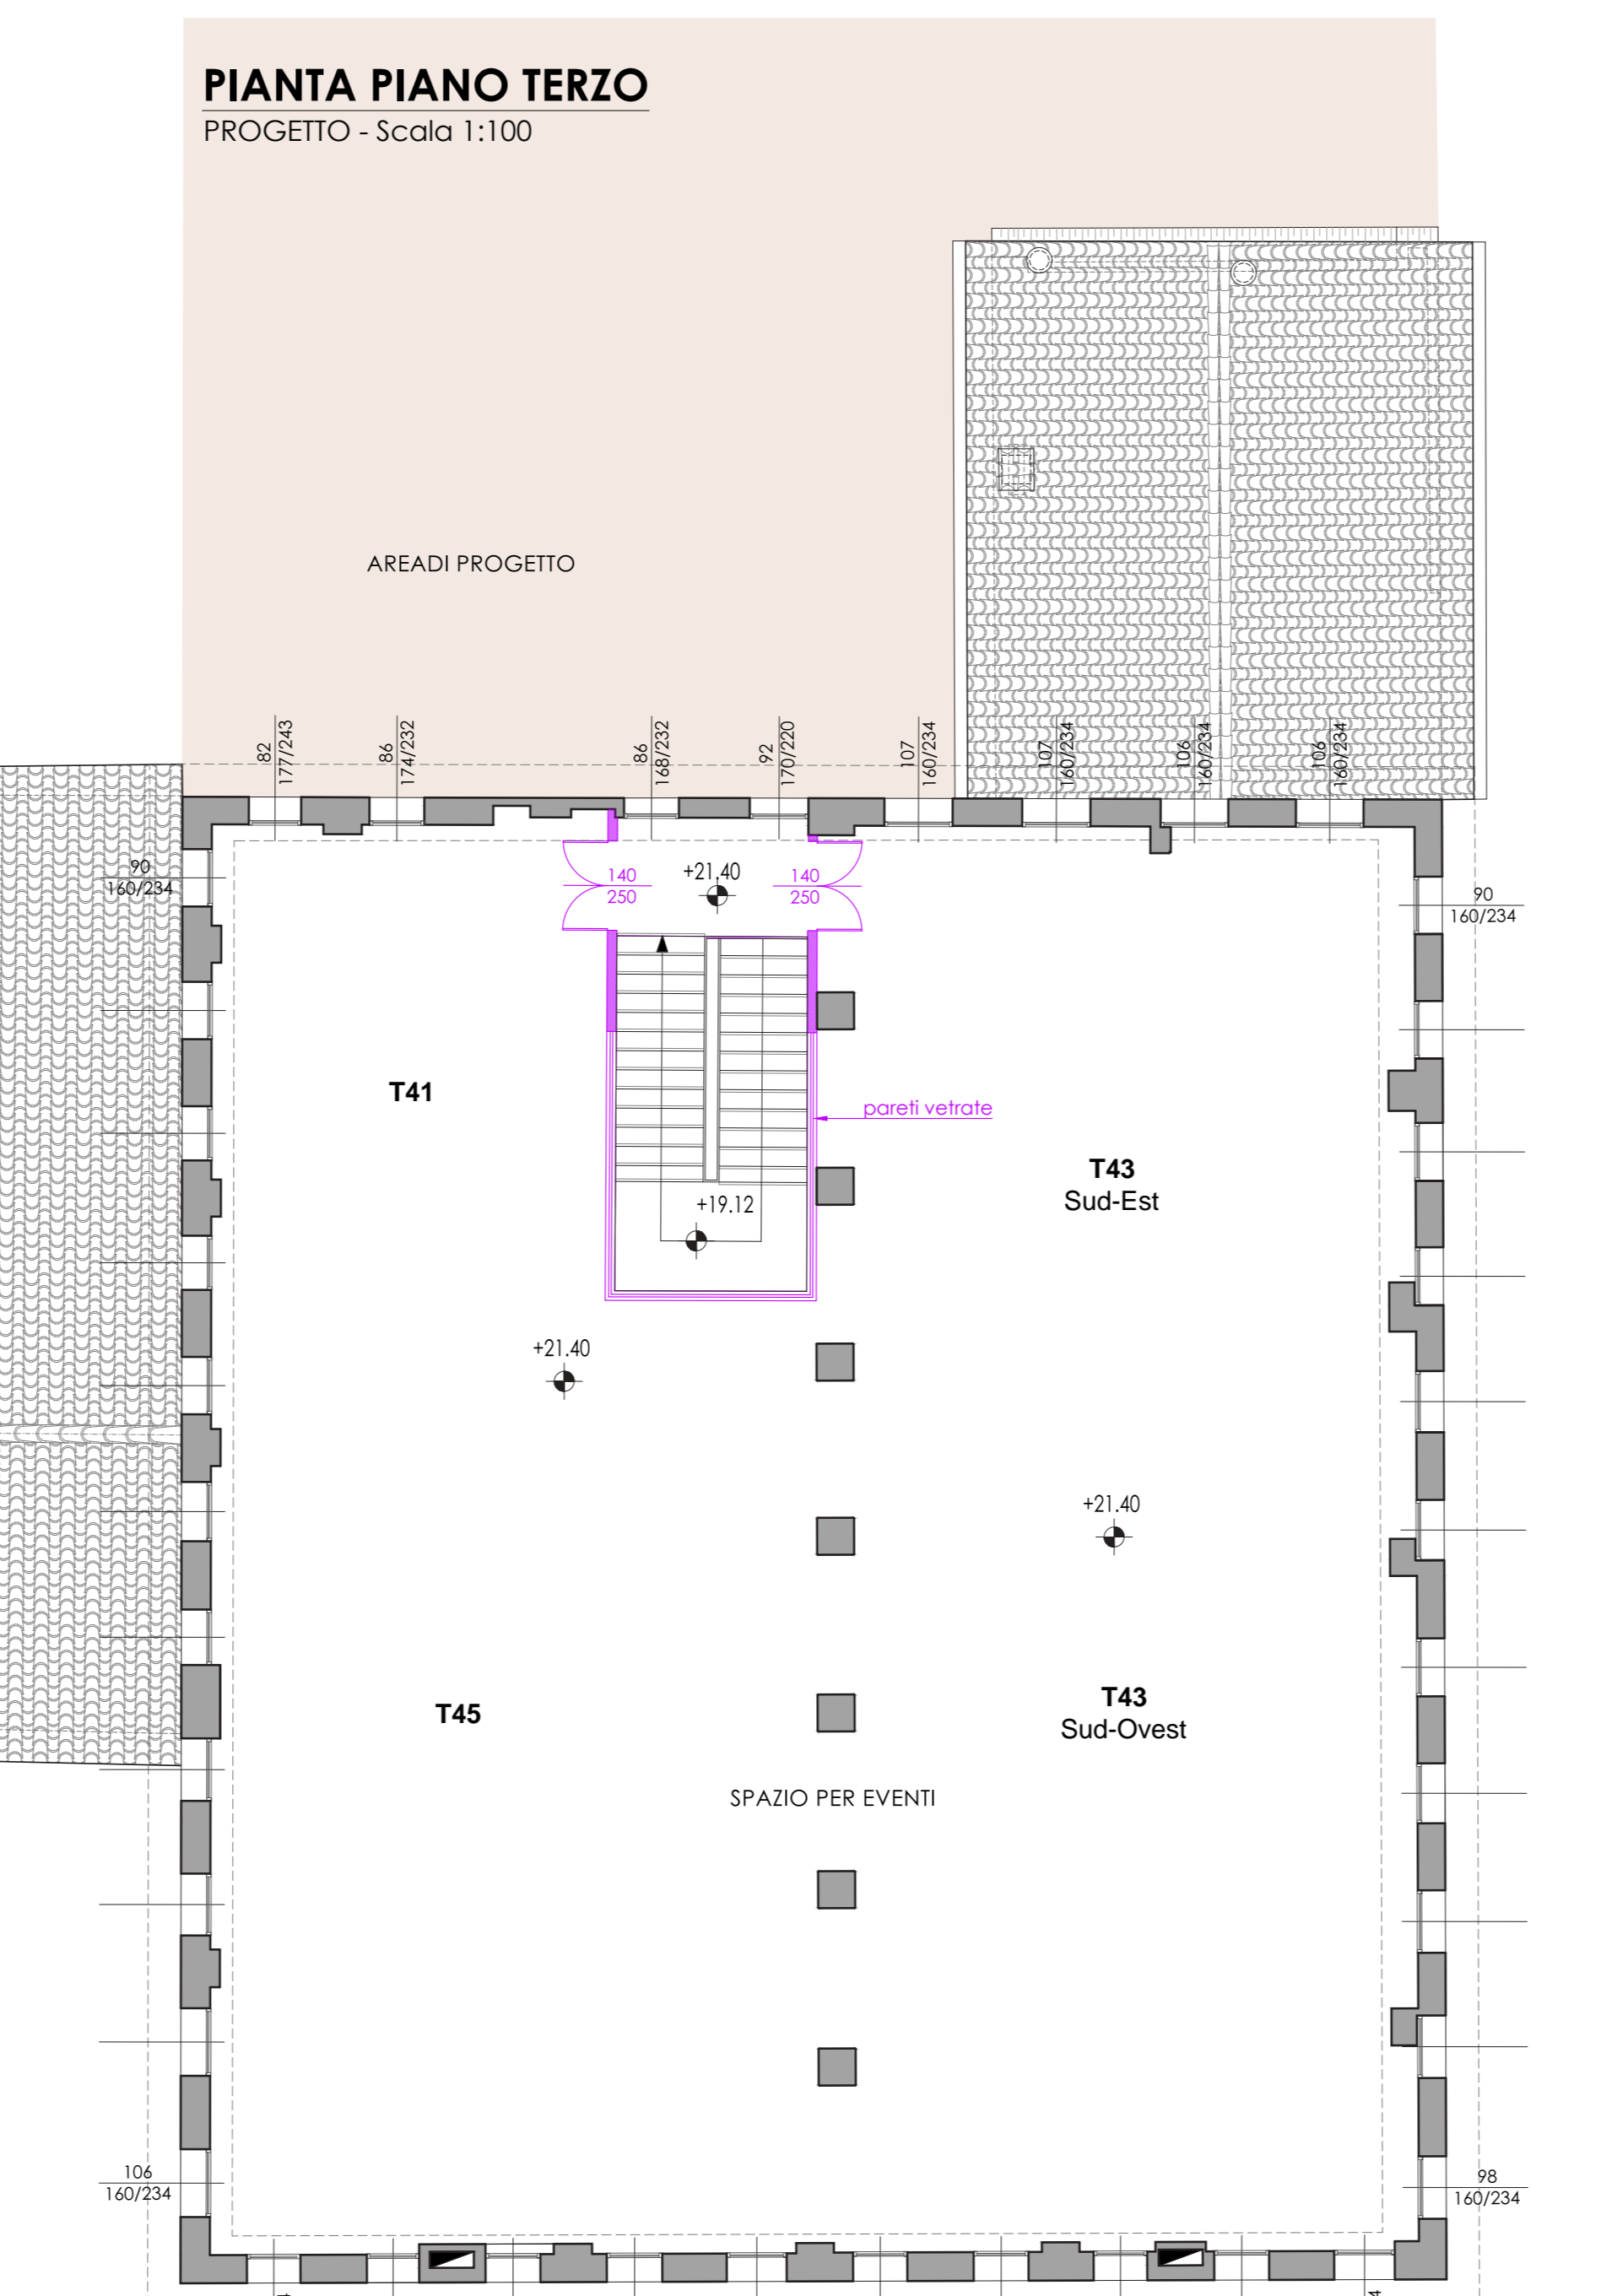 PIANTA PIANO TERZO
PROGETTO - Scala 1:100
AREADI PROGETTO
82
177/243
86
174/232
86
168/232
92
170/220
107
160/234
107
160/234
106
160/234
106
160/234
90
160/234
140
250
+21.40
140
250
90
160/234
T41
pareti vetrate
T43
Sud-Est
+19.12
+21.40
+21.40
T45
T43
Sud-Ovest
SPAZIO PER EVENTI
106
160/234
98
160/234